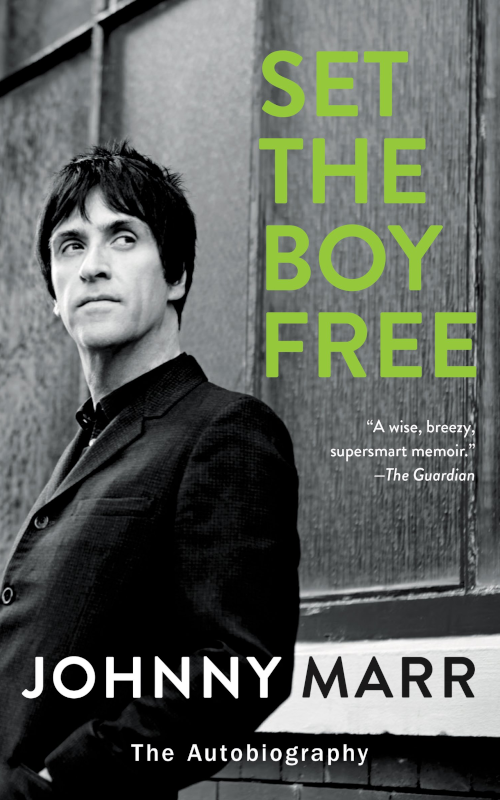 SET
THE
BOY
FREE
“A wise, breezy,
supersmart memoir.”
—The Guardian
JOHNNY MARR
The Autobiography